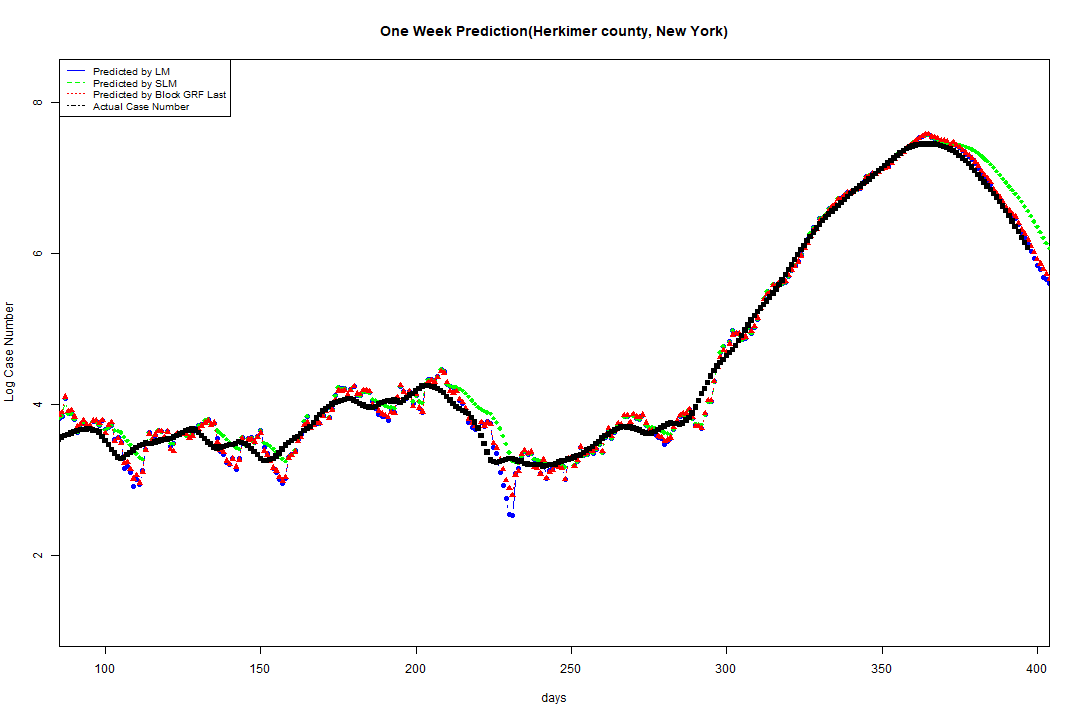 One Week Prediction(Herkimer county, New York)
Predicted by LM
Predicted by SLM
Predicted by Block GRF Last
Actual Case Number
8
6
4
2
Log Case Number
100 150 200 250 300 350 400
days